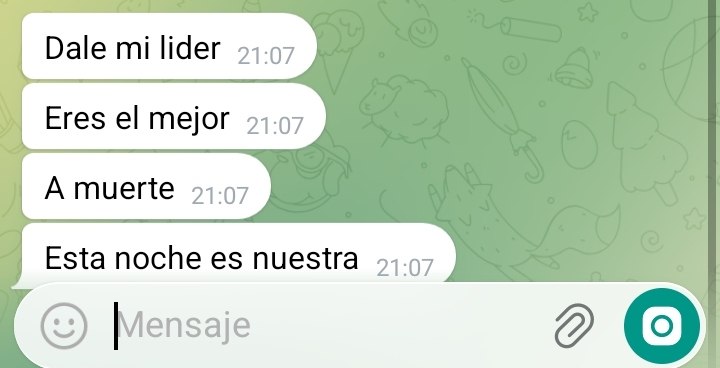 Dale mi lider 21:07
Eres el mejor 21:07
A muerte 21:07
Esta noche es nuestra 21:07
Mensaje